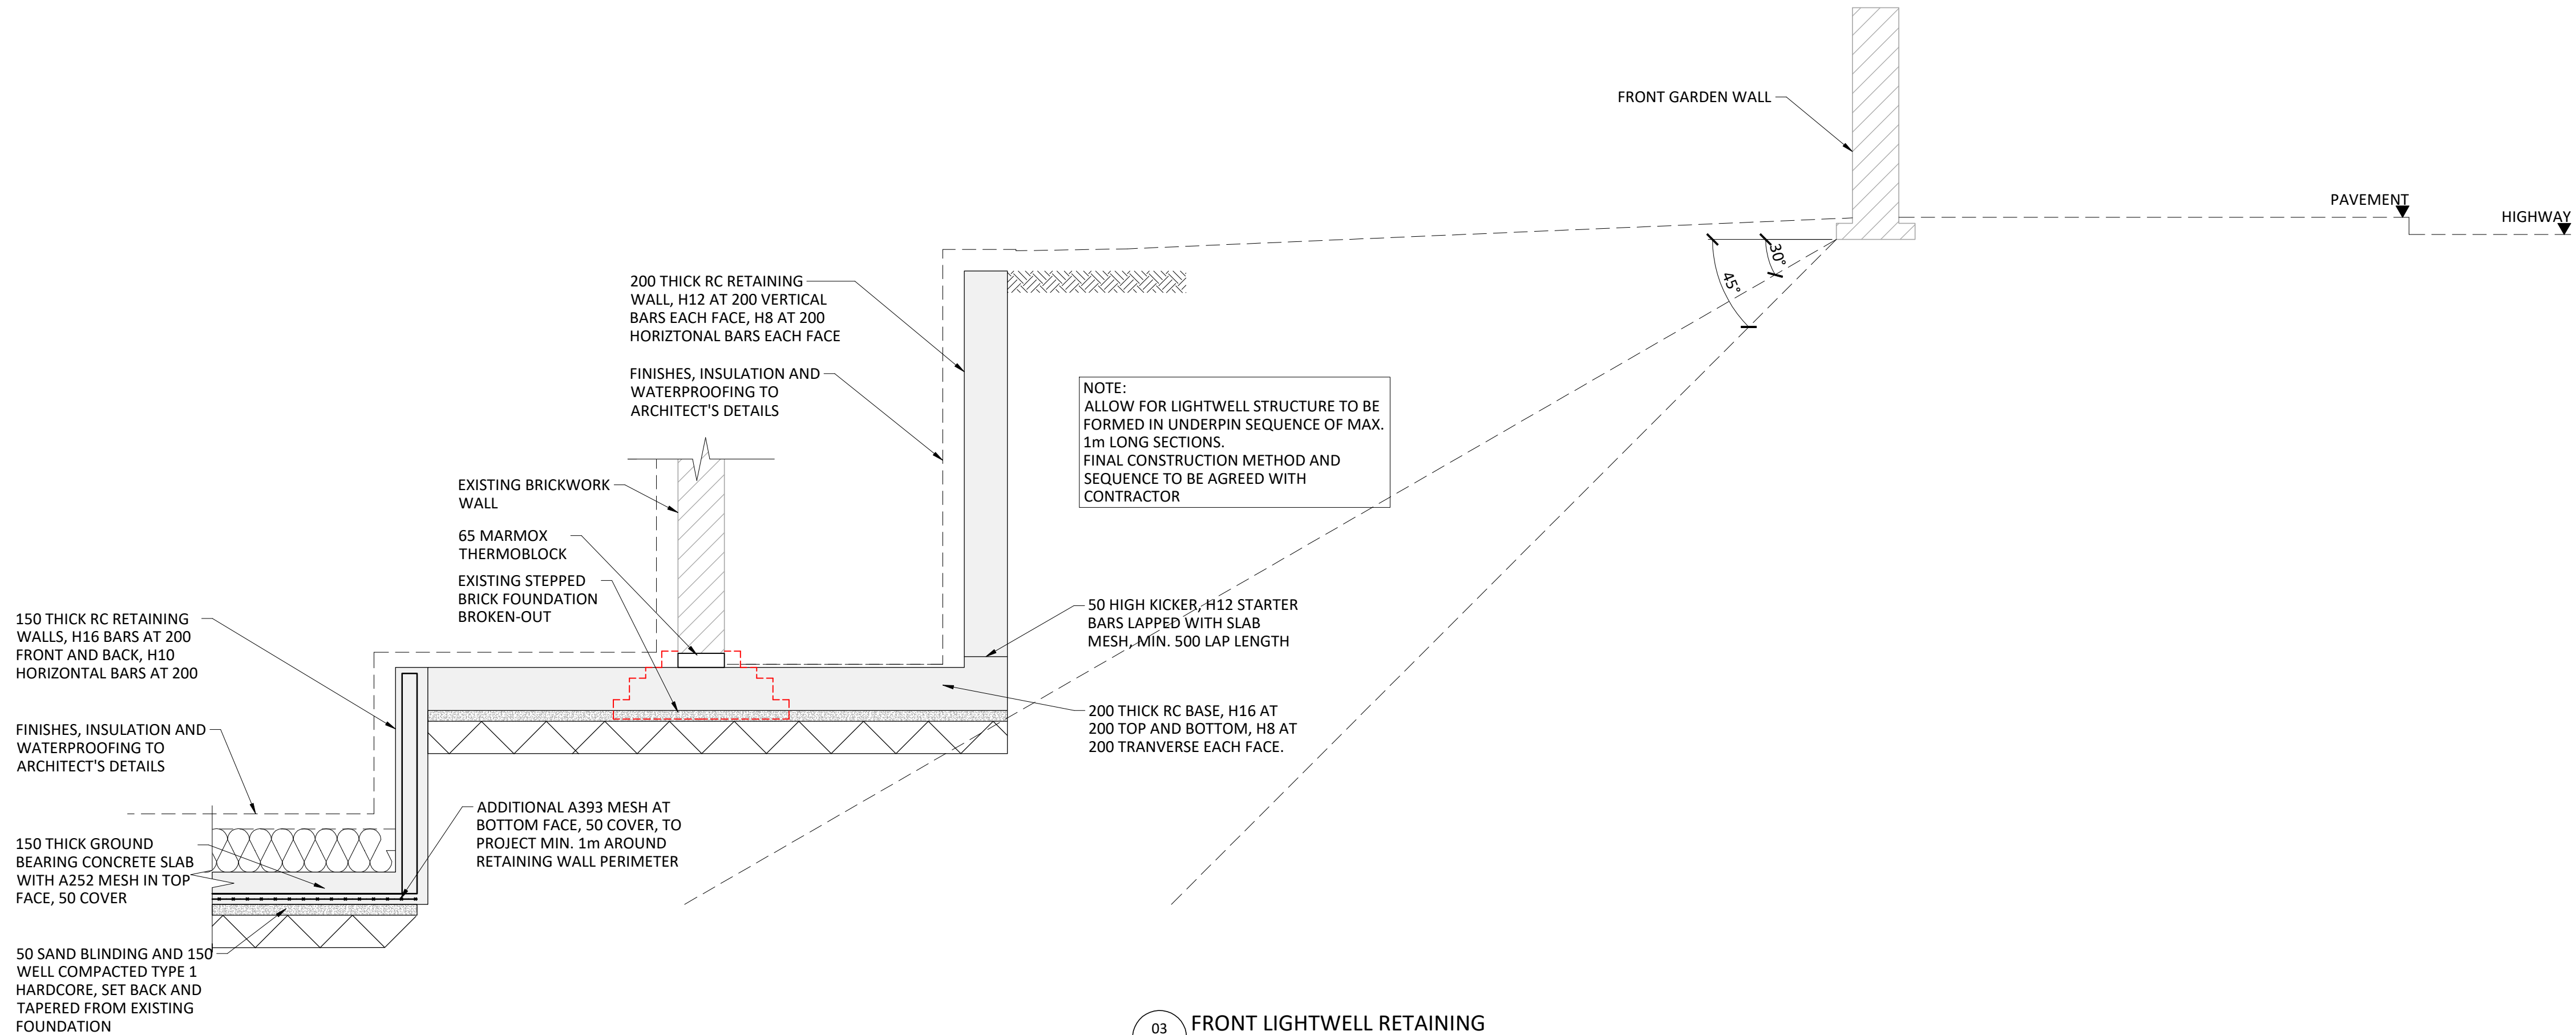 FRONT GARDEN WALL
PAVEMENT
HIGHWAY
30°
45°
200 THICK RC RETAINING
WALL, H12 AT 200 VERTICAL
BARS EACH FACE, H8 AT 200
HORIZTONAL BARS EACH FACE
FINISHES, INSULATION AND
WATERPROOFING TO
ARCHITECT'S DETAILS
NOTE:
ALLOW FOR LIGHTWELL STRUCTURE TO BE
FORMED IN UNDERPIN SEQUENCE OF MAX.
1m LONG SECTIONS.
FINAL CONSTRUCTION METHOD AND
SEQUENCE TO BE AGREED WITH
CONTRACTOR
EXISTING BRICKWORK
WALL
65 MARMOX
THERMOBLOCK
EXISTING STEPPED
BRICK FOUNDATION
BROKEN-OUT
50 HIGH KICKER, H12 STARTER
BARS LAPPED WITH SLAB
MESH, MIN. 500 LAP LENGTH
150 THICK RC RETAINING
WALLS, H16 BARS AT 200
FRONT AND BACK, H10
HORIZONTAL BARS AT 200
200 THICK RC BASE, H16 AT
200 TOP AND BOTTOM, H8 AT
200 TRANVERSE EACH FACE.
FINISHES, INSULATION AND
WATERPROOFING TO
ARCHITECT'S DETAILS
ADDITIONAL A393 MESH AT
BOTTOM FACE, 50 COVER, TO
PROJECT MIN. 1m AROUND
RETAINING WALL PERIMETER
150 THICK GROUND
BEARING CONCRETE SLAB
WITH A252 MESH IN TOP
FACE, 50 COVER
50 SAND BLINDING AND 150
WELL COMPACTED TYPE 1
HARDCORE, SET BACK AND
TAPERED FROM EXISTING
FOUNDATION
03
FRONT LIGHTWELL RETAINING